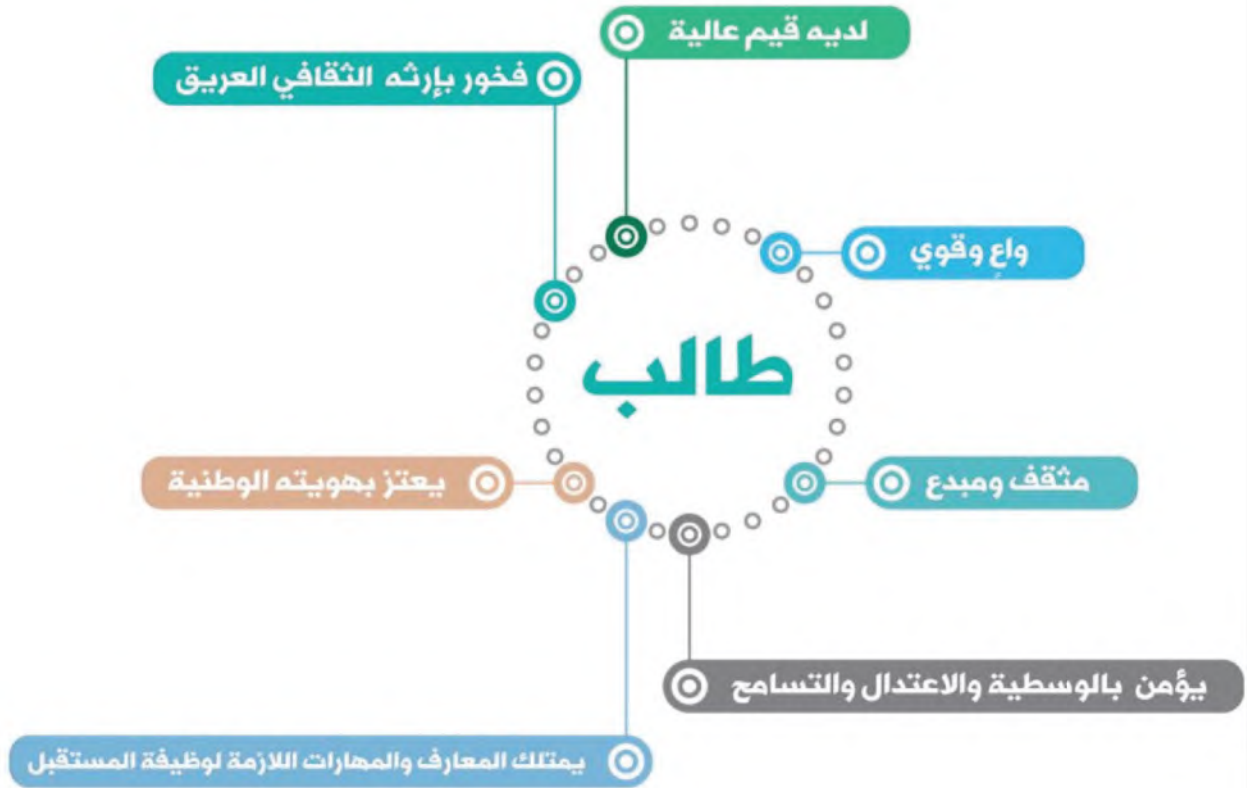 لديه قيم عالية
فخور بإرثه الثقافي العريق
واعٍ وقوي
طالب
يعتز بهويته الوطنية
مثقف ومبدع
يؤمن بالوسطية والاعتدال والتسامح
يمتلك المعارف والمهارات اللازمة لوظيفة المستقبل